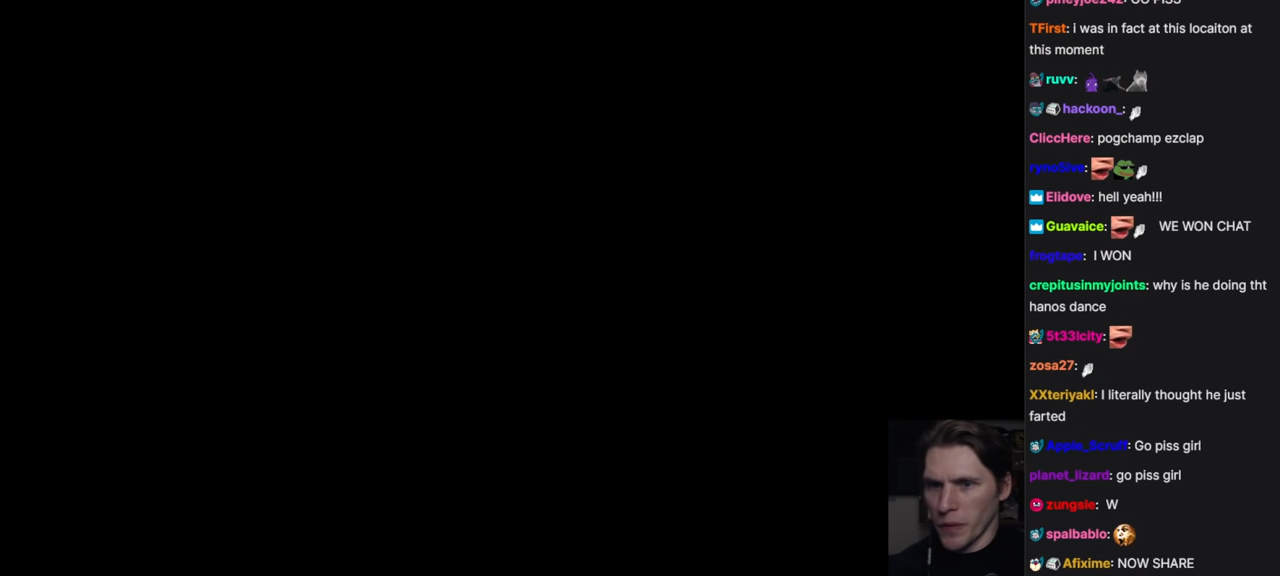 TFirst: i was in fact at this locaiton at
this moment
ruvv:
hackoon_:
CliccHere: pogchamp ezclap
ryno5ive:
Elidove: hell yeah!!!
Guavaice: WE WON CHAT
frogtape: I WON
crepitusinmyjoints: why is he doing tht
hanos dance
5t33lcity:
zosa27:
XXteriyakI: I literally thought he just
farted
Apple_Scruff: Go piss girl
planet_lizard: go piss girl
zungsle: W
spalbablo:
Afixime: NOW SHARE